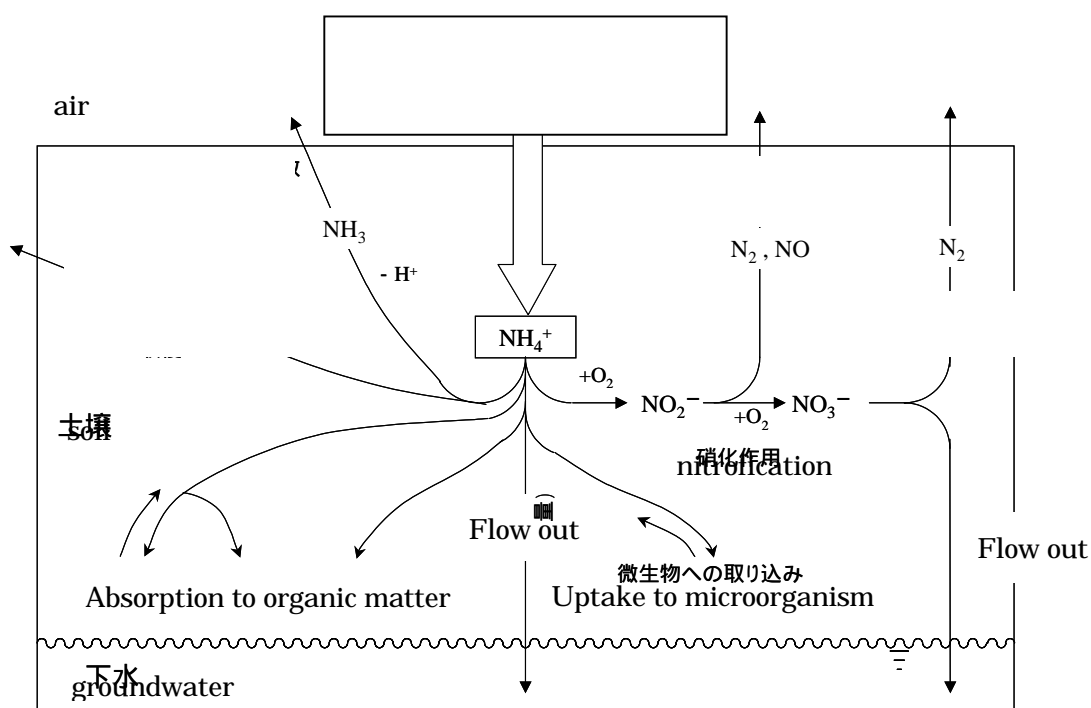 air
NH₃
- H⁺
N₂ , NO
N₂
NH₄⁺
+O₂
NO₂⁻
+O₂
NO₃⁻
土壌
soil
硝化作用
nitrofication
量)
Flow out
Flow out
微生物への取り込み
Absorption to organic matter
Uptake to microorganism
下水
groundwater